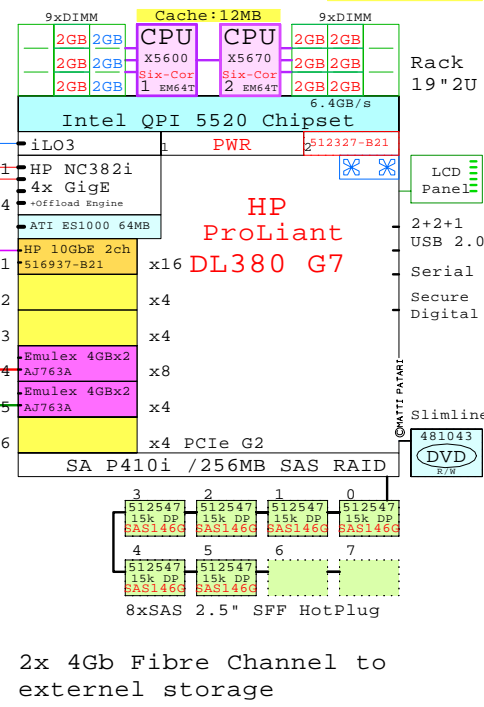 9xDIMM Cache:12MB 9xDIMM
CPU CPU
2GB 2GB X5600 X5670 2GB 2GB
2GB 2GB Six-Cor Six-Cor 2GB 2GB
2GB 2GB 1 EM64T 2 EM64T 2GB 2GB
Rack
19"2U
6.4GB/s
Intel QPI 5520 Chipset
iLO3 1 PWR 2 512327-B21
1 HP NC382i
4x GigE
4 +Offload Engine
LCD
Panel
ATI ES1000 64MB
HP
ProLiant
DL380 G7
2+2+1
USB 2.0
Serial
Secure
Digital
HP 10GbE 2ch
1 516937-B21 x16
2 x4
3 x4
Emulex 4GBx2
4 AJ763A x8
Emulex 4GBx2
5 AJ763A x4
6 x4 PCIe G2
©MATTI PATARI
Slimline
481043
DVD
R/W
SA P410i /256MB SAS RAID
3 2 1 0
512547 512547 512547 512547
15k DP 15k DP 15k DP 15k DP
SAS146G SAS146G SAS146G SAS146G
4 5 6 7
512547 512547
15k DP 15k DP
SAS146G SAS146G
8xSAS 2.5" SFF HotPlug
2x 4Gb Fibre Channel to
externel storage